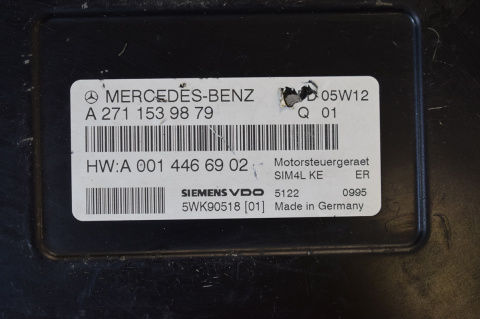 MERCEDES-BENZ D 05W12
A 271 153 98 79 Q 01
HW:A 001 446 69 02 Motorsteuergeraet
SIM4L KE ER
SIEMENS VDO 5122 0995
5WK90518 [01] Made in Germany